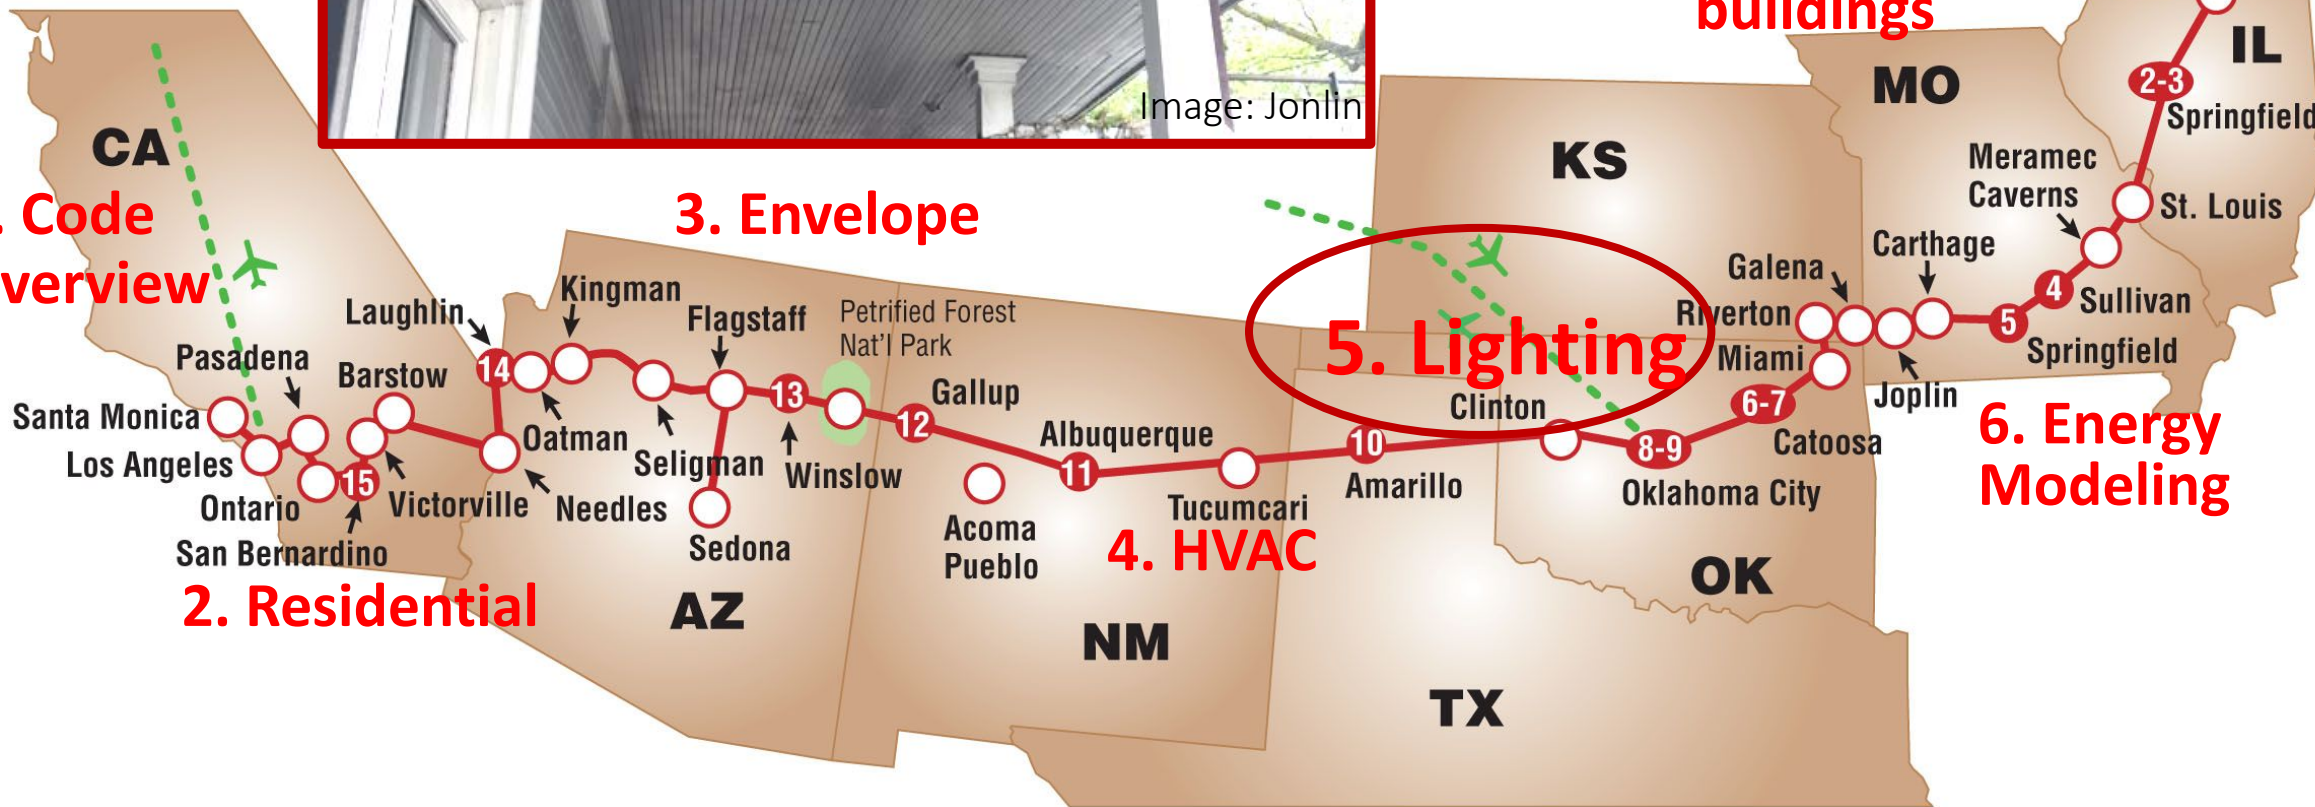 buildings
IL
MO
2-3
Springfield
Image: Jonlin
CA
KS
Meramec
Caverns
St. Louis
Code
3. Envelope
Carthage
Galena
verview
Kingman
Laughlin
Flagstaff
Petrified Forest
Nat'l Park
Riverton
4
Sullivan
5
Springfield
5. Lighting
Miami
Pasadena
Barstow
14
13
Gallup
Joplin
Santa Monica
12
Clinton
6-7
6. Energy
Modeling
Los Angeles
Oatman
Seligman
Winslow
Albuquerque
11
10
8-9
Catoosa
15
Ontario
Victorville
Needles
Tucumcari
Amarillo
Oklahoma City
San Bernardino
Sedona
Acoma
Pueblo
4. HVAC
OK
2. Residential
AZ
NM
TX